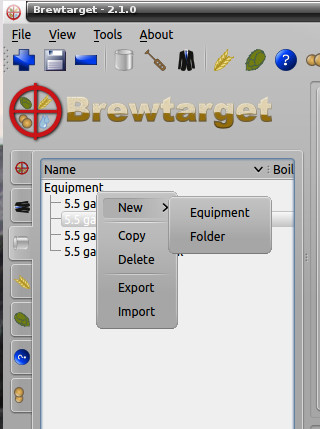 Brewtarget - 2.1.0
File View Tools About
Brewtarget
Name Boil
Equipment
5.5 ga
5.5 ga
5.5 ga
5.5 ga
New
Copy
Delete
Export
Import
Equipment
Folder